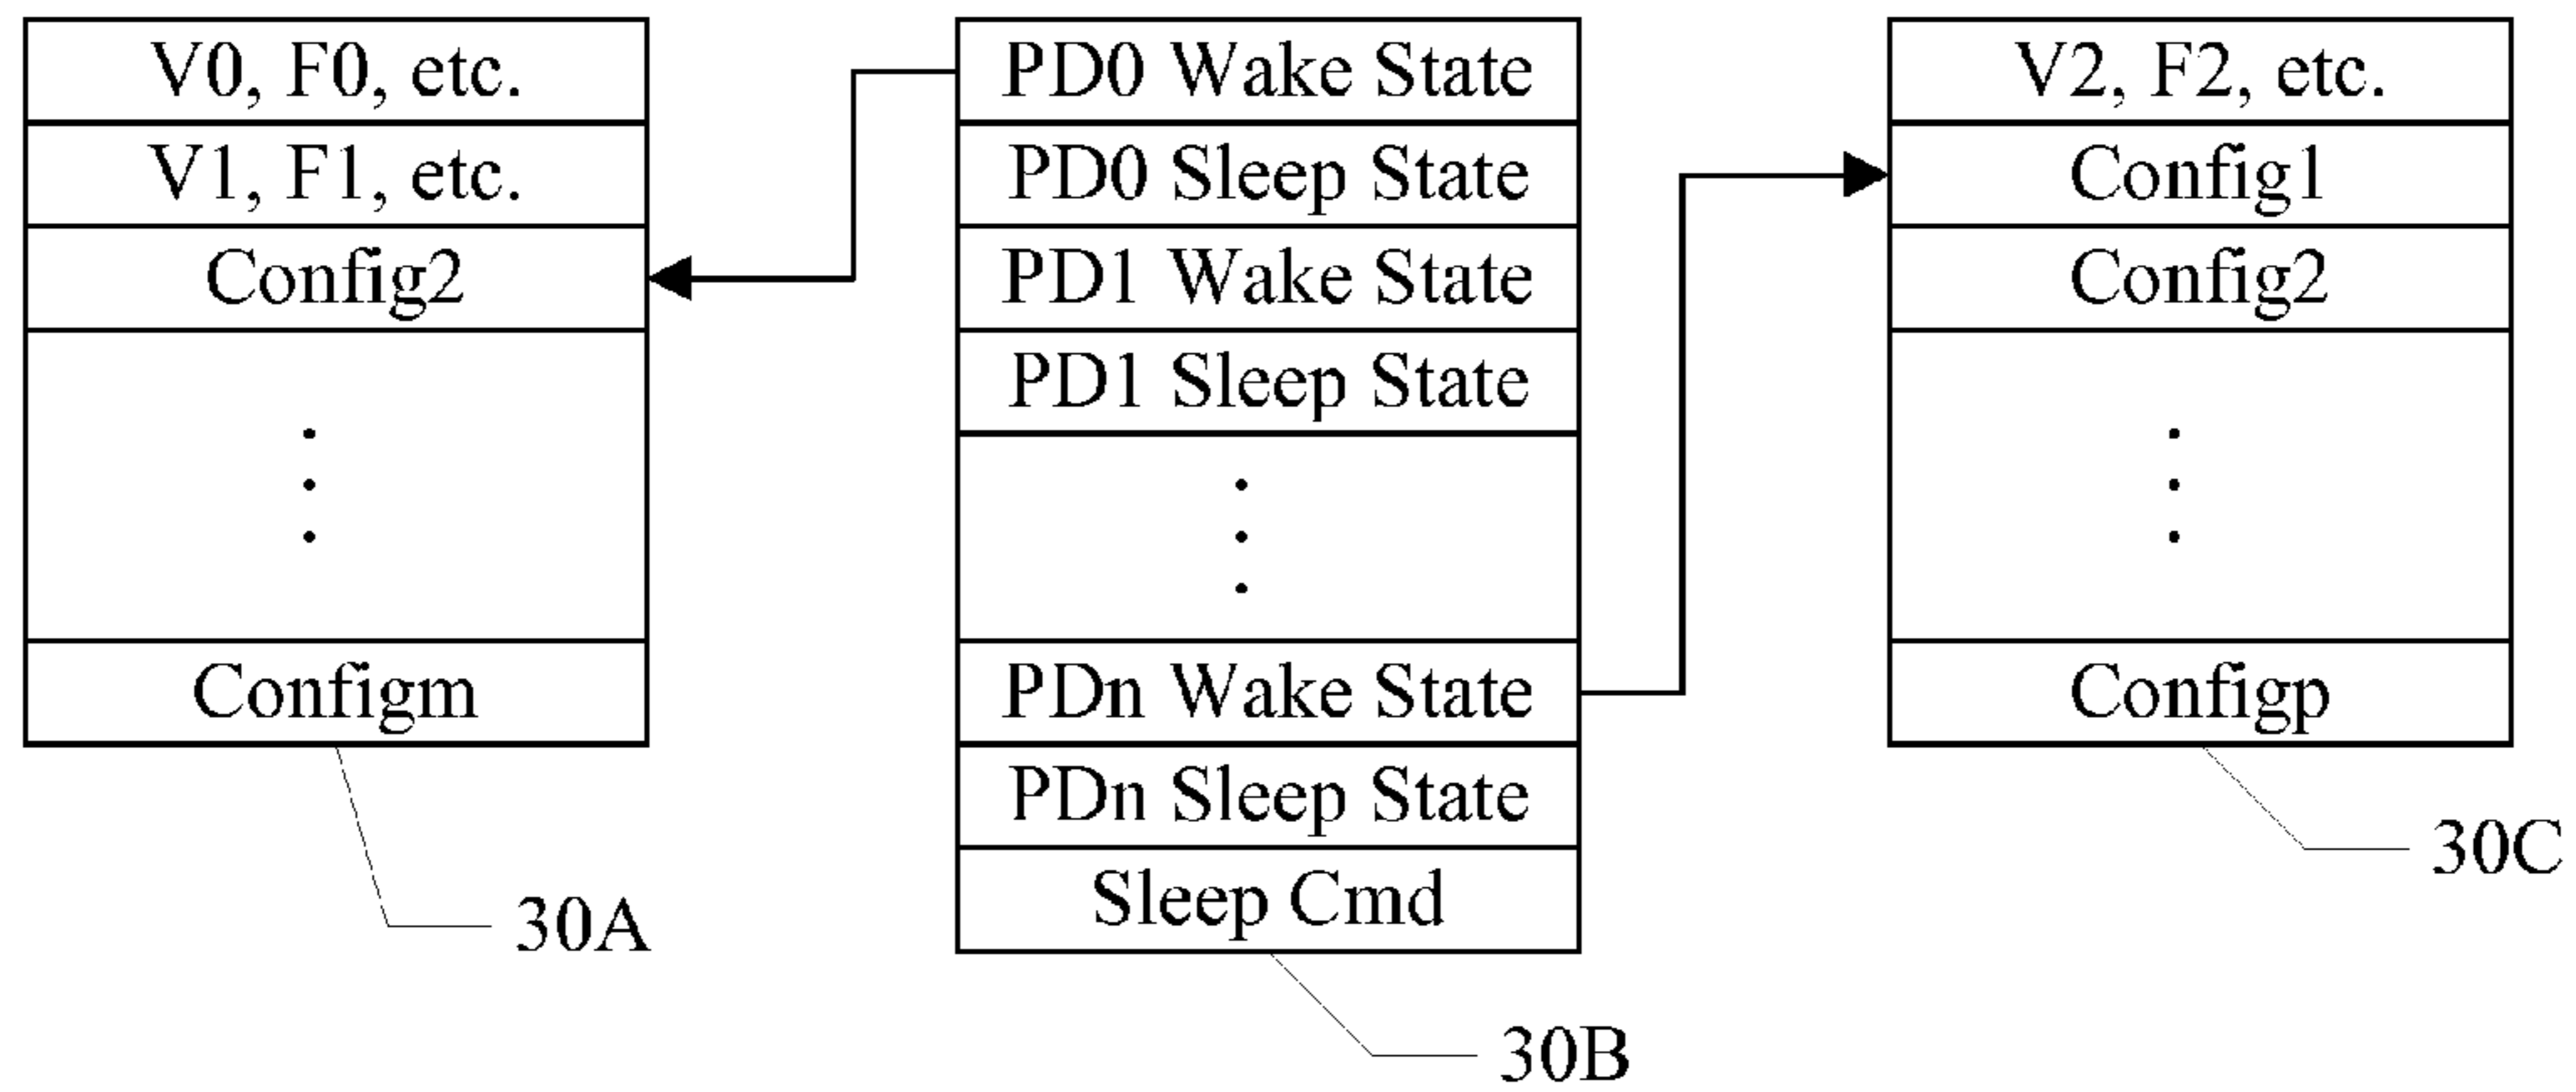 V0, F0, etc.
V1, F1, etc.
Config2
Configm
30A
PD0 Wake State
PD0 Sleep State
PD1 Wake State
PD1 Sleep State
PDn Wake State
PDn Sleep State
Sleep Cmd
30B
V2, F2, etc.
Config1
Config2
Configp
30C